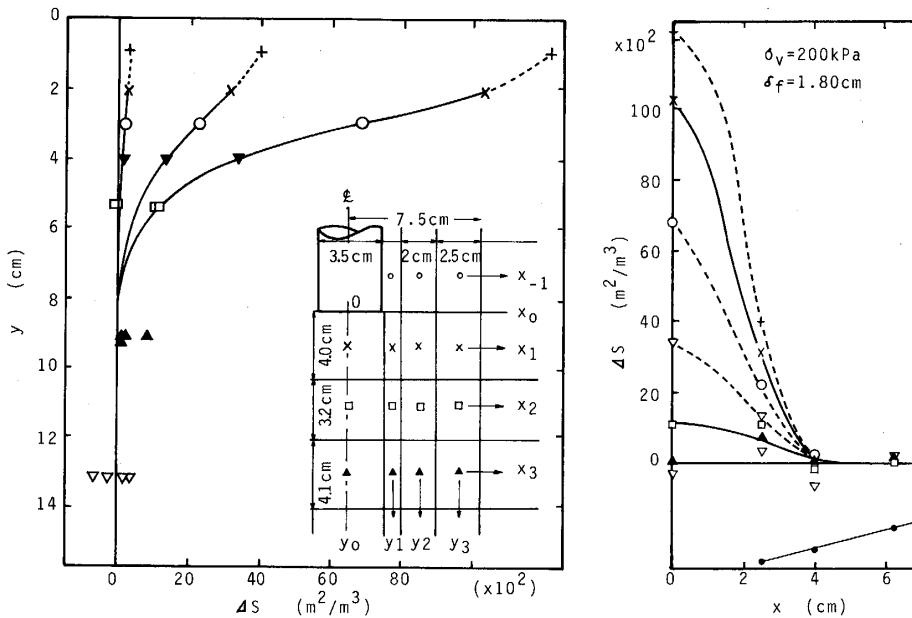 0
2
4
6
8
10
12
14
y (cm)
0 20 40 60 80
(x10²)
ΔS (m²/m³)
℄
7.5cm
3.5cm 2cm 2.5cm
0
x₋₁
x₀
4.0cm
x₁
3.2cm
x₂
4.1cm
x₃
y₀ y₁ y₂ y₃
x10²
σᵥ=200kPa
δf=1.80cm
100
80
60
40
20
0
ΔS (m²/m³)
0 2 4 6
x (cm)